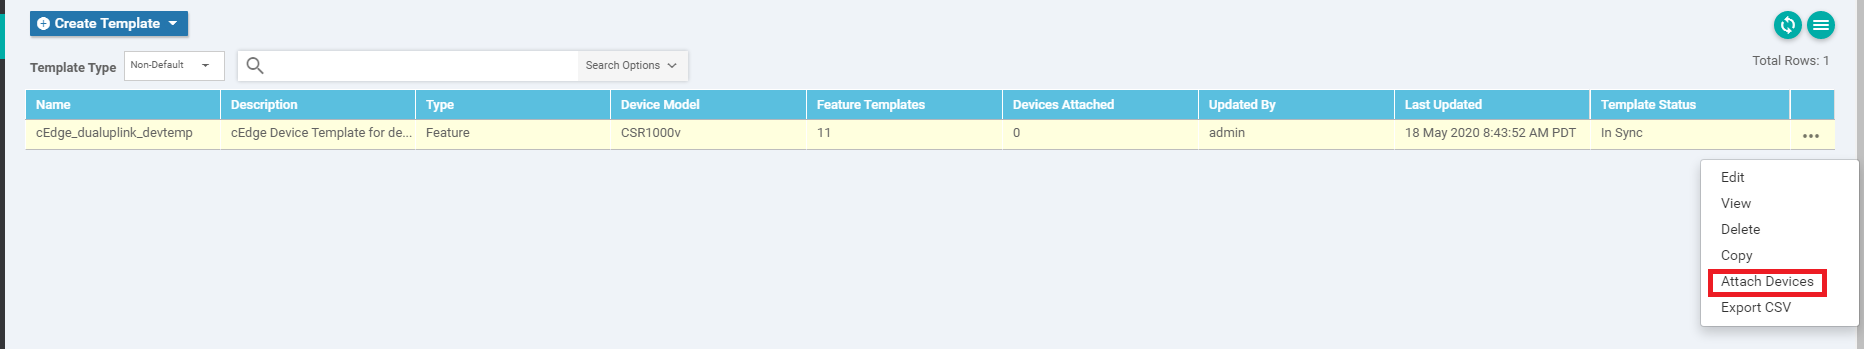 Create Template
Template Type Non-Default Search Options Total Rows: 1
Name Description Type Device Model Feature Templates Devices Attached Updated By Last Updated Template Status
cEdge_dualuplink_devtemp cEdge Device Template for de... Feature CSR1000v 11 0 admin 18 May 2020 8:43:52 AM PDT In Sync
Edit
View
Delete
Copy
Attach Devices
Export CSV